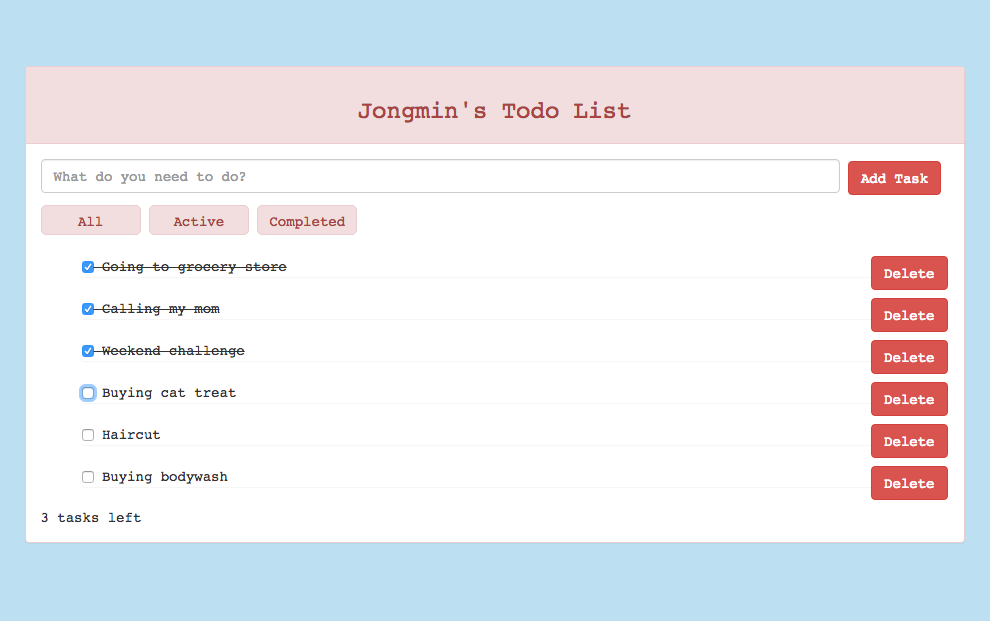 Jongmin's Todo List
What do you need to do? Add Task
All Active Completed
Going to grocery store Delete
Calling my mom Delete
Weekend challenge Delete
Buying cat treat Delete
Haircut Delete
Buying bodywash Delete
3 tasks left